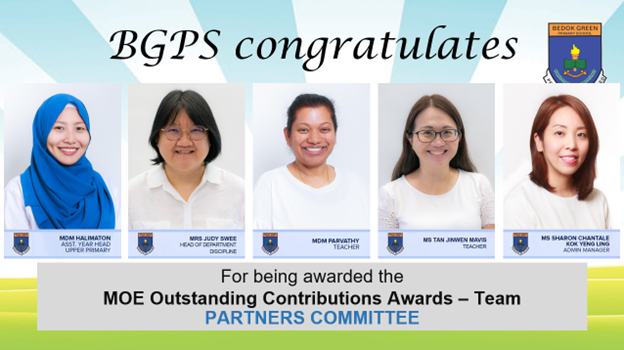 BGPS congratulates
BEDOK GREEN
PRIMARY SCHOOL
MDM HALIMATON
ASST. YEAR HEAD
UPPER PRIMARY
MRS JUDY SWEE
HEAD OF DEPARTMENT
DISCIPLINE
MDM PARVATHY
TEACHER
MS TAN JINWEN MAVIS
TEACHER
MS SHARON CHANTALE
KOK YENG LING
ADMIN MANAGER
For being awarded the
MOE Outstanding Contributions Awards – Team
PARTNERS COMMITTEE